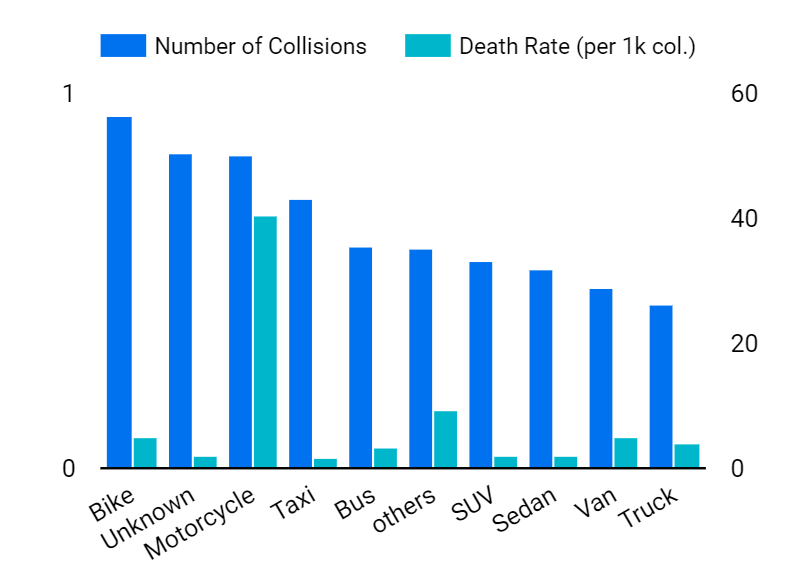 Number of Collisions Death Rate (per 1k col.)
1 60
40
20
0 0
Bike Unknown Motorcycle Taxi Bus others SUV Sedan Van Truck